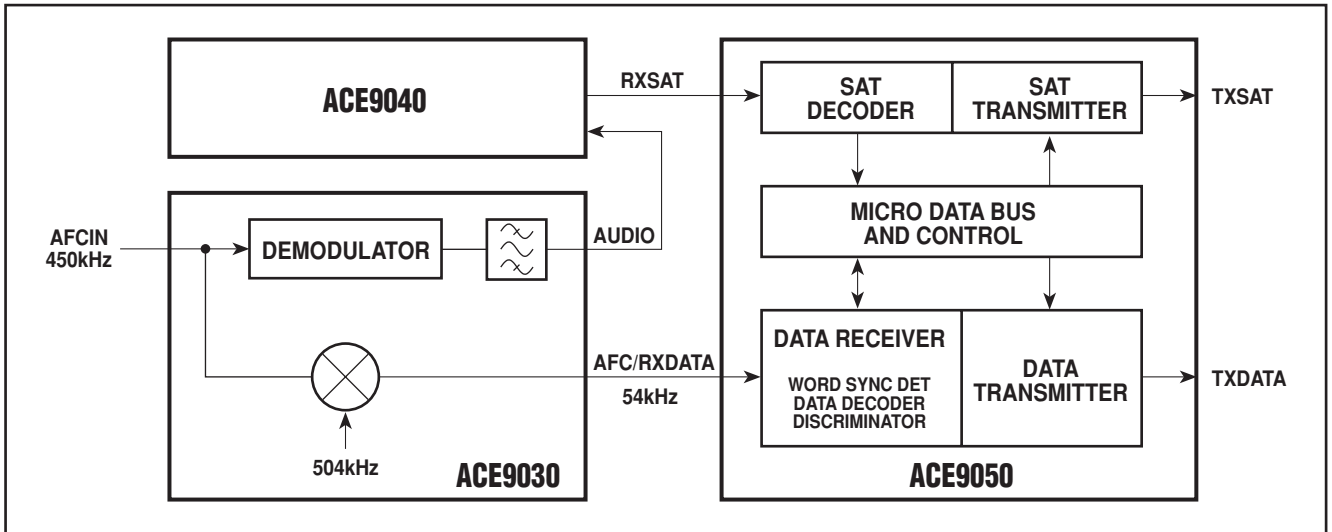 ACE9040
RXSAT
SAT
DECODER
SAT
TRANSMITTER
TXSAT
MICRO DATA BUS
AND CONTROL
AFCIN
450kHz
DEMODULATOR
AUDIO
AFC/RXDATA
54kHz
504kHz
ACE9030
DATA RECEIVER
WORD SYNC DET
DATA DECODER
DISCRIMINATOR
DATA
TRANSMITTER
TXDATA
ACE9050